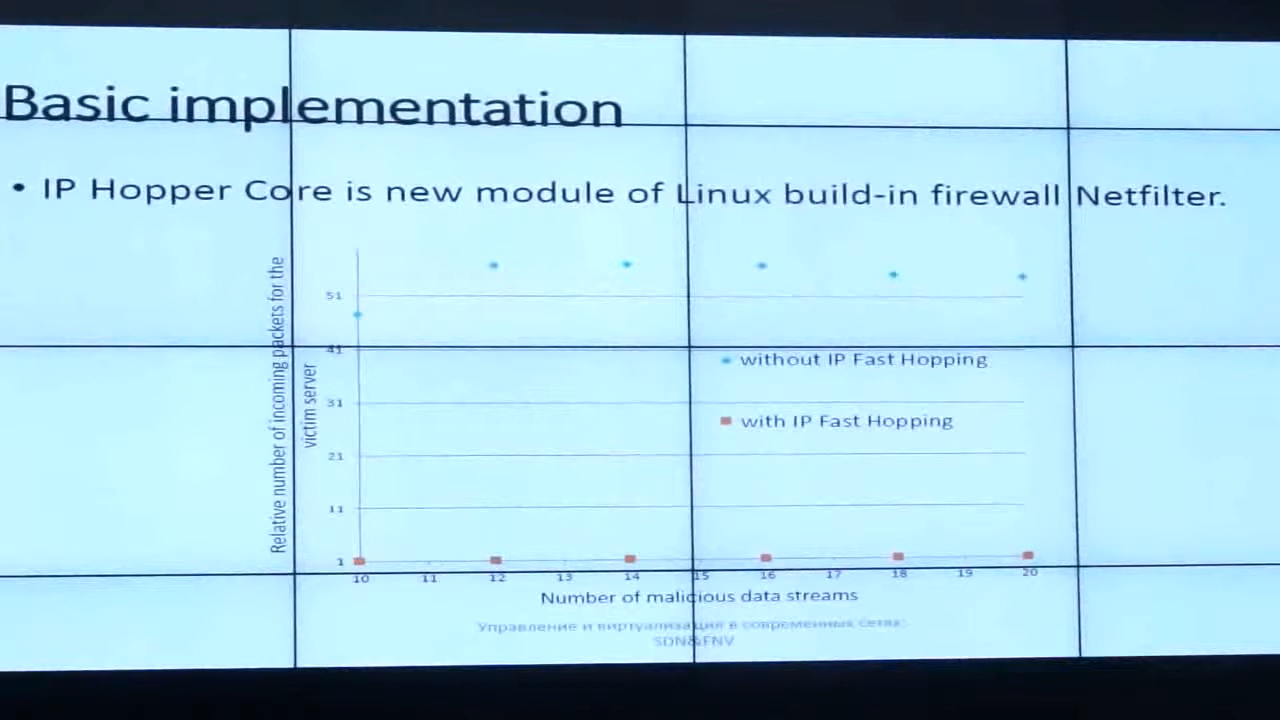 Basic implementation
• IP Hopper Core is new module of Linux build-in firewall Netfilter.
Relative number of incoming packets for the
victim server
51
41
31
21
11
1
without IP Fast Hopping
with IP Fast Hopping
10 11 12 13 14 15 16 17 18 19 20
Number of malicious data streams
Управление и виртуализация в современных сетях:
SDN&FNV